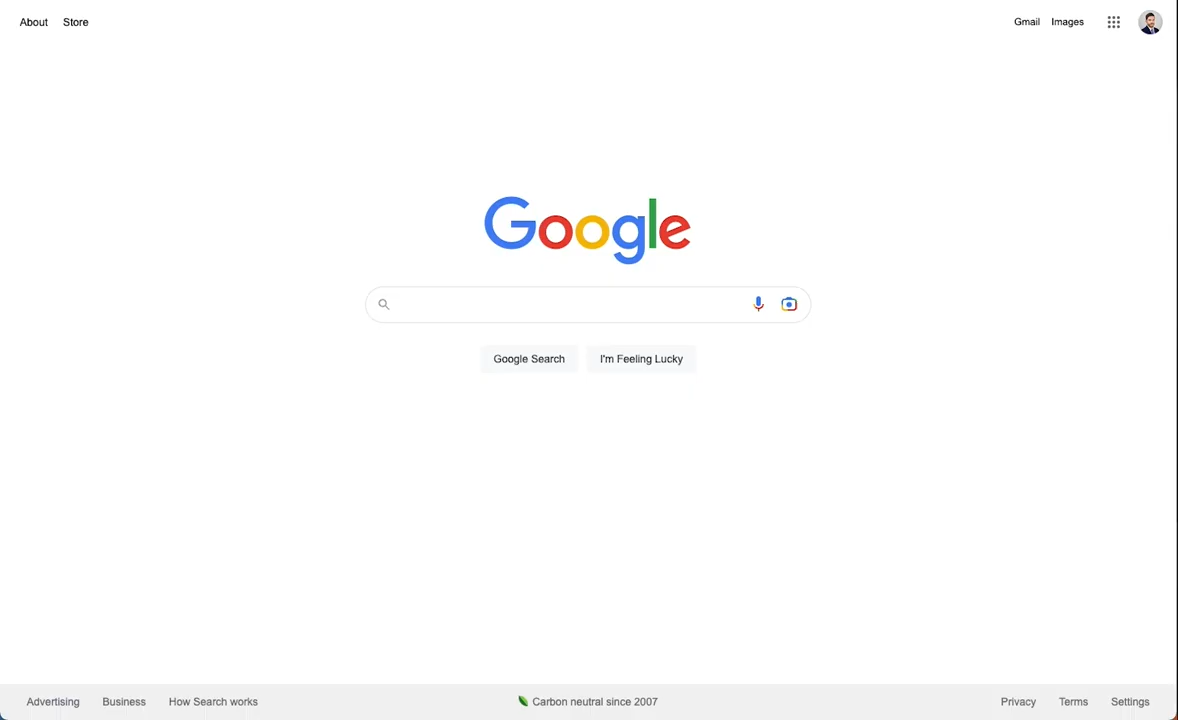 About Store
Gmail Images
Google
Google Search I'm Feeling Lucky
Advertising Business How Search works Carbon neutral since 2007 Privacy Terms Settings